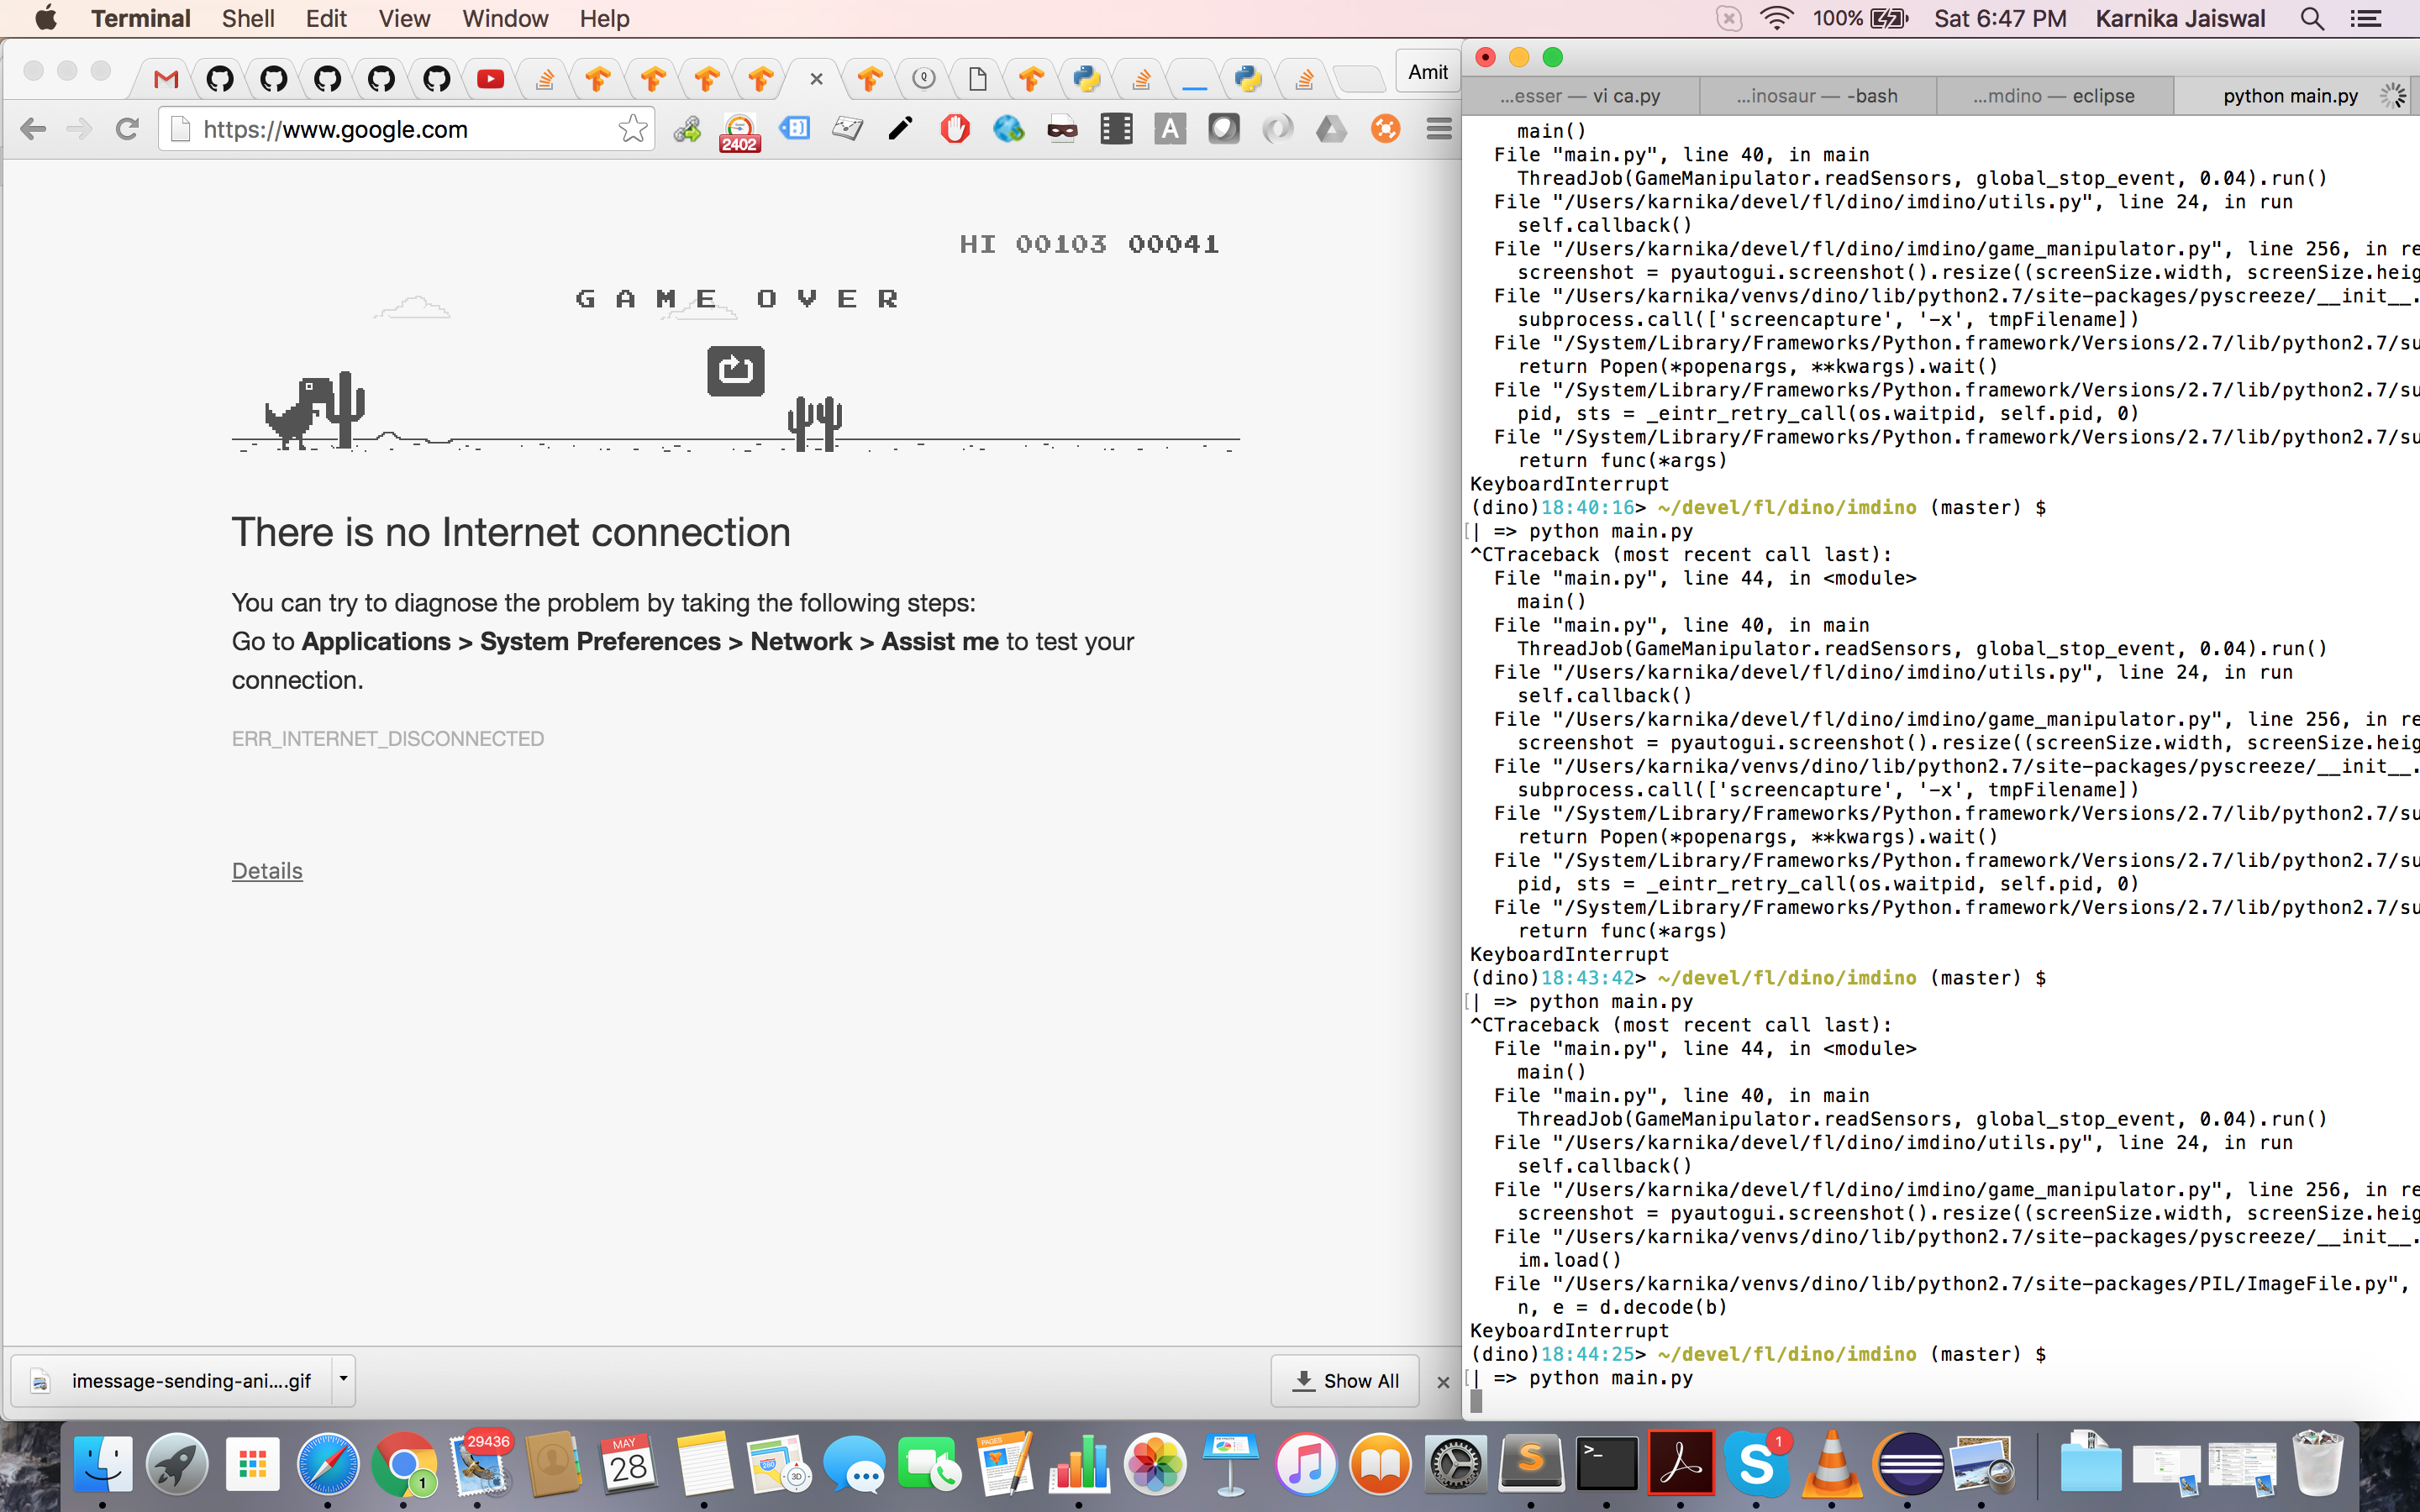 Terminal Shell Edit View Window Help 100% Sat 6:47 PM Karnika Jaiswal
Amit
https://www.google.com
2402
HI 00103 00041
GAME OVER
There is no Internet connection
You can try to diagnose the problem by taking the following steps:
Go to Applications > System Preferences > Network > Assist me to test your
connection.
ERR_INTERNET_DISCONNECTED
Details
imessage-sending-ani....gif
Show All
...esser — vi ca.py ...inosaur — -bash ...mdino — eclipse python main.py
main()
File "main.py", line 40, in main
ThreadJob(GameManipulator.readSensors, global_stop_event, 0.04).run()
File "/Users/karnika/devel/fl/dino/imdino/utils.py", line 24, in run
self.callback()
File "/Users/karnika/devel/fl/dino/imdino/game_manipulator.py", line 256, in re
screenshot = pyautogui.screenshot().resize((screenSize.width, screenSize.heig
File "/Users/karnika/venvs/dino/lib/python2.7/site-packages/pyscreeze/__init__.
subprocess.call(['screencapture', '-x', tmpFilename])
File "/System/Library/Frameworks/Python.framework/Versions/2.7/lib/python2.7/su
return Popen(*popenargs, **kwargs).wait()
File "/System/Library/Frameworks/Python.framework/Versions/2.7/lib/python2.7/su
pid, sts = _eintr_retry_call(os.waitpid, self.pid, 0)
File "/System/Library/Frameworks/Python.framework/Versions/2.7/lib/python2.7/su
return func(*args)
KeyboardInterrupt
(dino)18:40:16> ~/devel/fl/dino/imdino (master) $
[| => python main.py
^CTraceback (most recent call last):
File "main.py", line 44, in <module>
main()
File "main.py", line 40, in main
ThreadJob(GameManipulator.readSensors, global_stop_event, 0.04).run()
File "/Users/karnika/devel/fl/dino/imdino/utils.py", line 24, in run
self.callback()
File "/Users/karnika/devel/fl/dino/imdino/game_manipulator.py", line 256, in re
screenshot = pyautogui.screenshot().resize((screenSize.width, screenSize.heig
File "/Users/karnika/venvs/dino/lib/python2.7/site-packages/pyscreeze/__init__.
subprocess.call(['screencapture', '-x', tmpFilename])
File "/System/Library/Frameworks/Python.framework/Versions/2.7/lib/python2.7/su
return Popen(*popenargs, **kwargs).wait()
File "/System/Library/Frameworks/Python.framework/Versions/2.7/lib/python2.7/su
pid, sts = _eintr_retry_call(os.waitpid, self.pid, 0)
File "/System/Library/Frameworks/Python.framework/Versions/2.7/lib/python2.7/su
return func(*args)
KeyboardInterrupt
(dino)18:43:42> ~/devel/fl/dino/imdino (master) $
[| => python main.py
^CTraceback (most recent call last):
File "main.py", line 44, in <module>
main()
File "main.py", line 40, in main
ThreadJob(GameManipulator.readSensors, global_stop_event, 0.04).run()
File "/Users/karnika/devel/fl/dino/imdino/utils.py", line 24, in run
self.callback()
File "/Users/karnika/devel/fl/dino/imdino/game_manipulator.py", line 256, in re
screenshot = pyautogui.screenshot().resize((screenSize.width, screenSize.heig
File "/Users/karnika/venvs/dino/lib/python2.7/site-packages/pyscreeze/__init__.
im.load()
File "/Users/karnika/venvs/dino/lib/python2.7/site-packages/PIL/ImageFile.py",
n, e = d.decode(b)
KeyboardInterrupt
(dino)18:44:25> ~/devel/fl/dino/imdino (master) $
[| => python main.py
1
29436
MAY
28
PAGES
280
3D
1